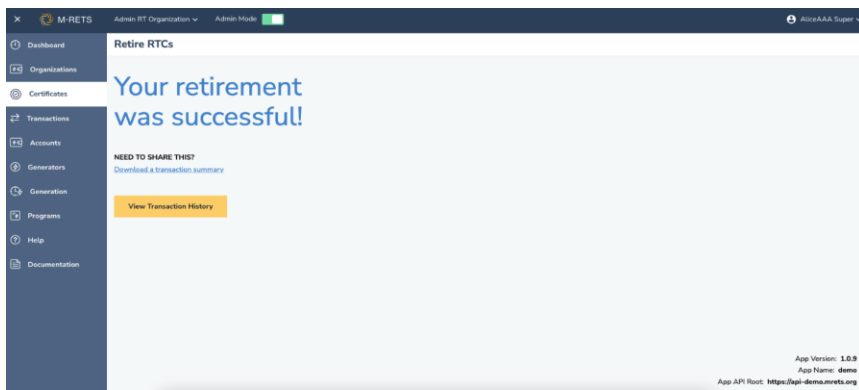 M-RETS
Admin RT Organization
Admin Mode
AliceAAA Super
Dashboard
Organizations
Certificates
Transactions
Accounts
Generators
Generation
Programs
Help
Documentation
Retire RTCs
Your retirement
was successful!
NEED TO SHARE THIS?
Download a transaction summary
View Transaction History
App Version: 1.0.9
App Name: demo
App API Root: https://api-demo.mrets.org